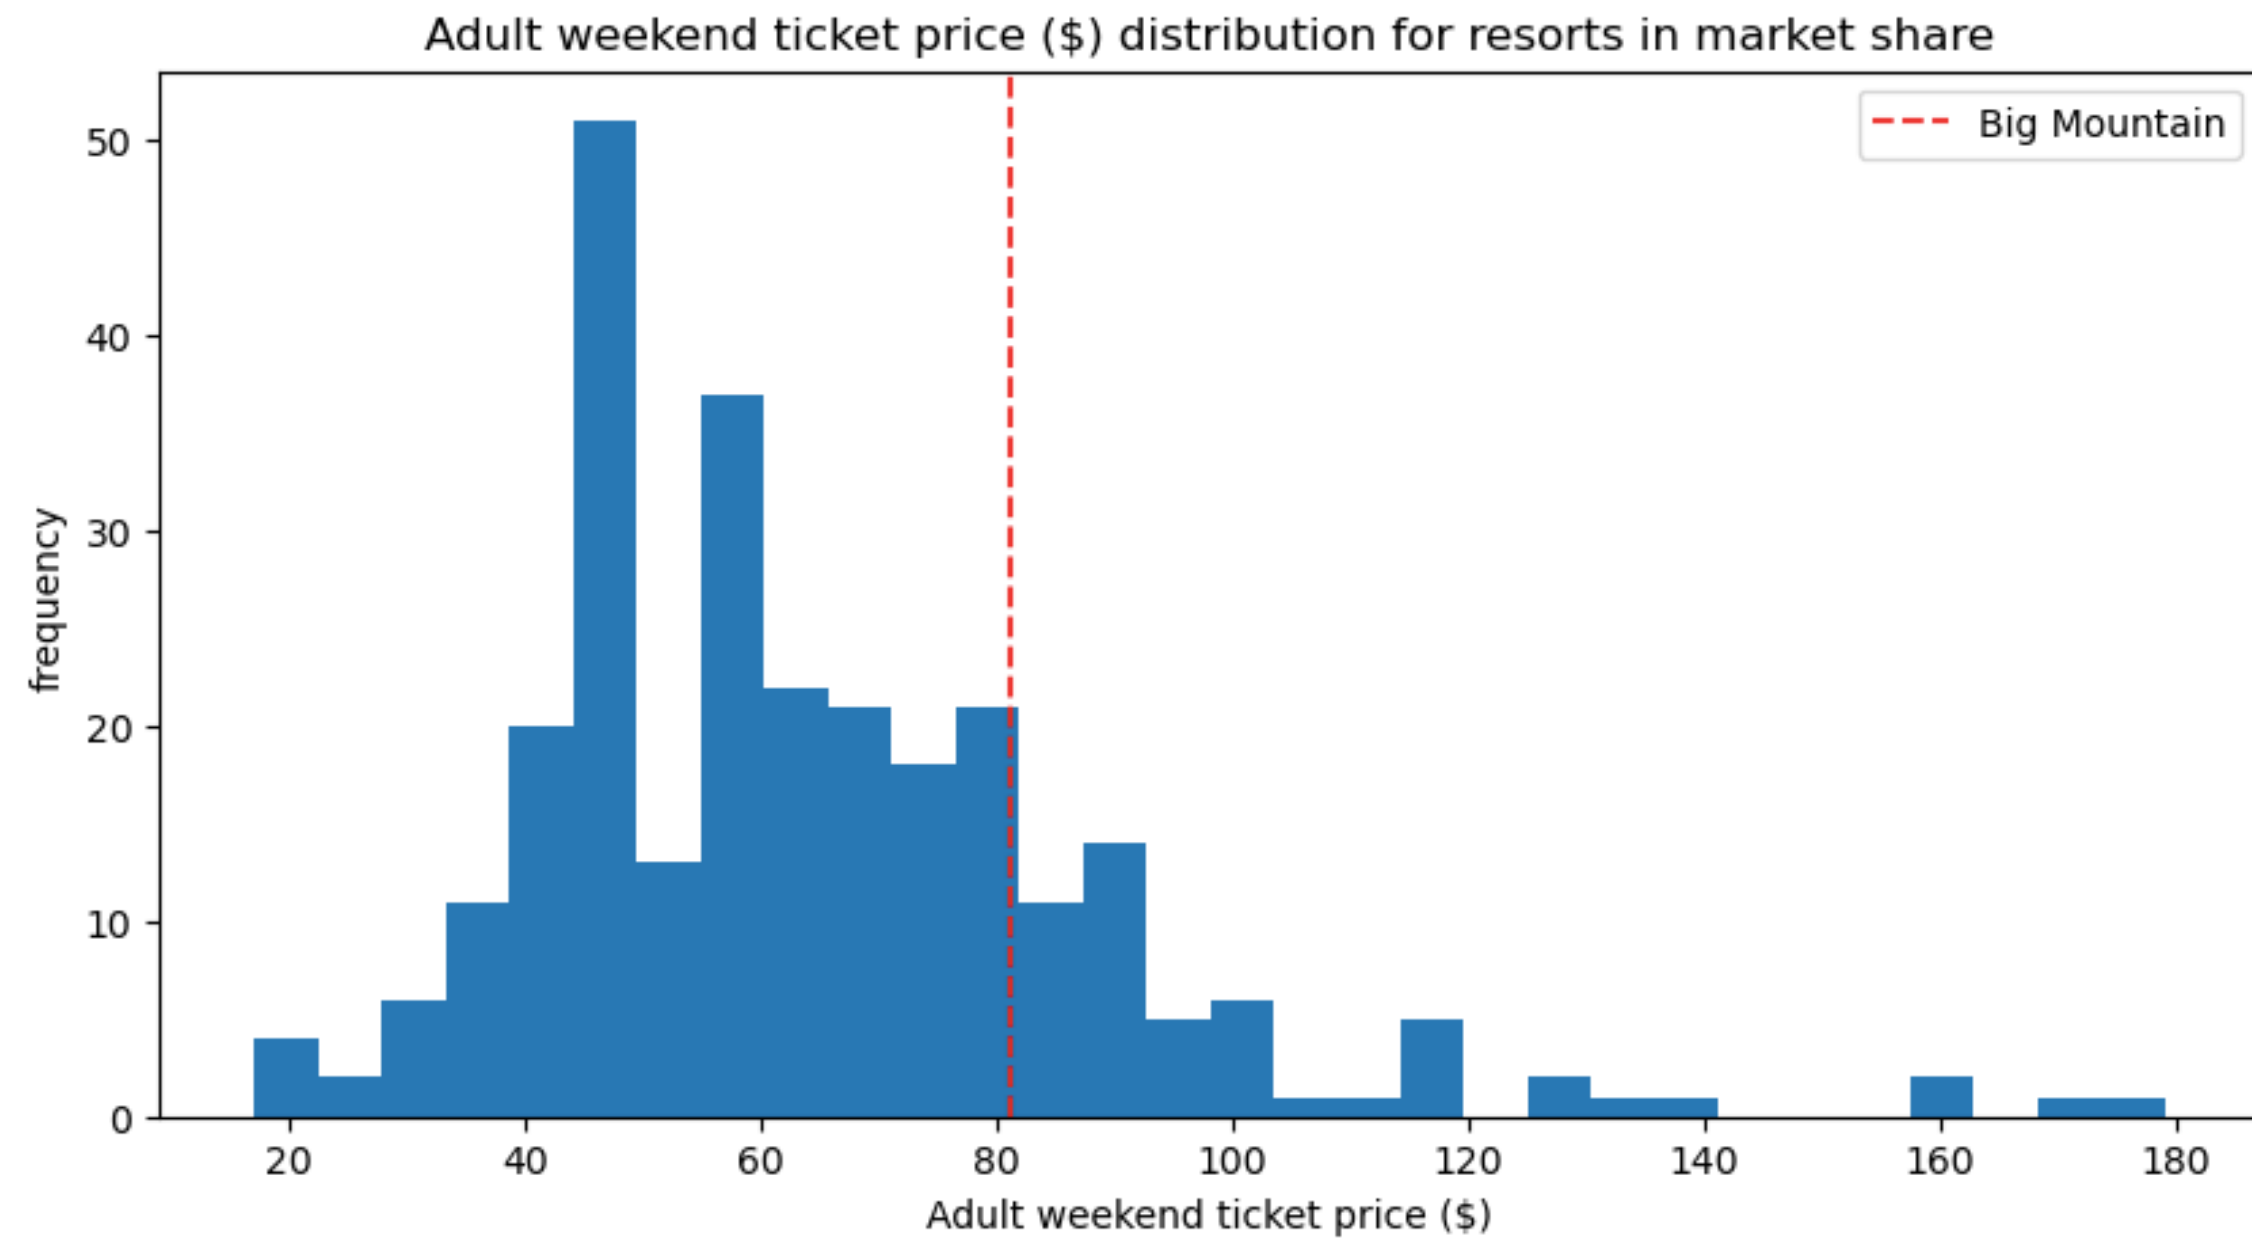 Adult weekend ticket price ($) distribution for resorts in market share
Big Mountain
frequency
50
40
30
20
10
0
20 40 60 80 100 120 140 160 180
Adult weekend ticket price ($)